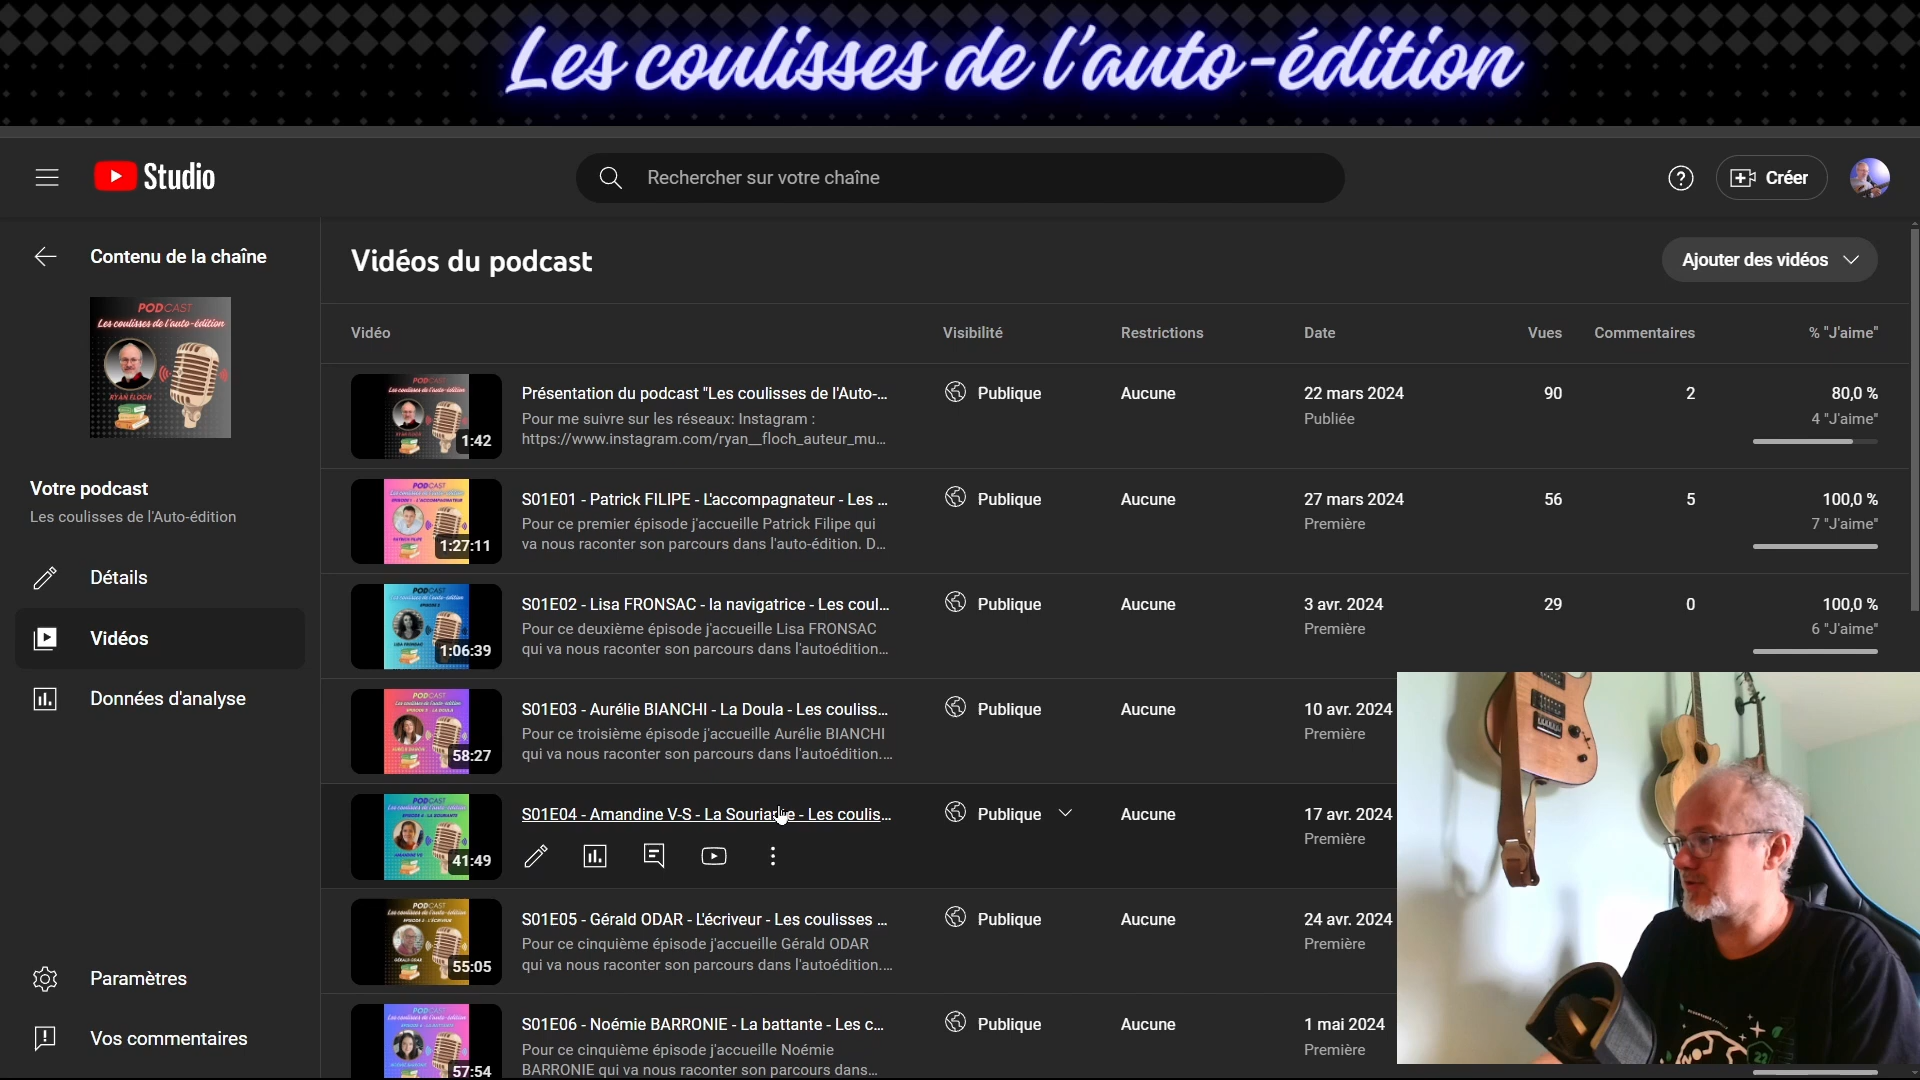 Les coulisses de l'auto-édition
Studio
Rechercher sur votre chaîne
Créer
Contenu de la chaîne
PODCAST
Les coulisses de l'auto-édition
RYAN FLOCH
Votre podcast
Les coulisses de l'Auto-édition
Détails
Vidéos
Données d'analyse
Paramètres
Vos commentaires
Vidéos du podcast
Ajouter des vidéos
Vidéo
Visibilité
Restrictions
Date
Vues
Commentaires
% "J'aime"
1:42
Présentation du podcast "Les coulisses de l'Auto-...
Pour me suivre sur les réseaux: Instagram :
https://www.instagram.com/ryan__floch_auteur_mu...
Publique
Aucune
22 mars 2024
Publiée
90
2
80,0 %
4 "J'aime"
1:27:11
S01E01 - Patrick FILIPE - L'accompagnateur - Les ...
Pour ce premier épisode j'accueille Patrick Filipe qui
va nous raconter son parcours dans l'auto-édition. D...
Publique
Aucune
27 mars 2024
Première
56
5
100,0 %
7 "J'aime"
1:06:39
S01E02 - Lisa FRONSAC - la navigatrice - Les coul...
Pour ce deuxième épisode j'accueille Lisa FRONSAC
qui va nous raconter son parcours dans l'autoédition...
Publique
Aucune
3 avr. 2024
Première
29
0
100,0 %
6 "J'aime"
58:27
S01E03 - Aurélie BIANCHI - La Doula - Les couliss...
Pour ce troisième épisode j'accueille Aurélie BIANCHI
qui va nous raconter son parcours dans l'autoédition....
Publique
Aucune
10 avr. 2024
Première
41:49
S01E04 - Amandine V-S - La Souriante - Les coulis...
Publique
Aucune
17 avr. 2024
Première
55:05
S01E05 - Gérald ODAR - L'écriveur - Les coulisses ...
Pour ce cinquième épisode j'accueille Gérald ODAR
qui va nous raconter son parcours dans l'autoédition....
Publique
Aucune
24 avr. 2024
Première
57:54
S01E06 - Noémie BARRONIE - La battante - Les c...
Pour ce cinquième épisode j'accueille Noémie
BARRONIE qui va nous raconter son parcours dans...
Publique
Aucune
1 mai 2024
Première